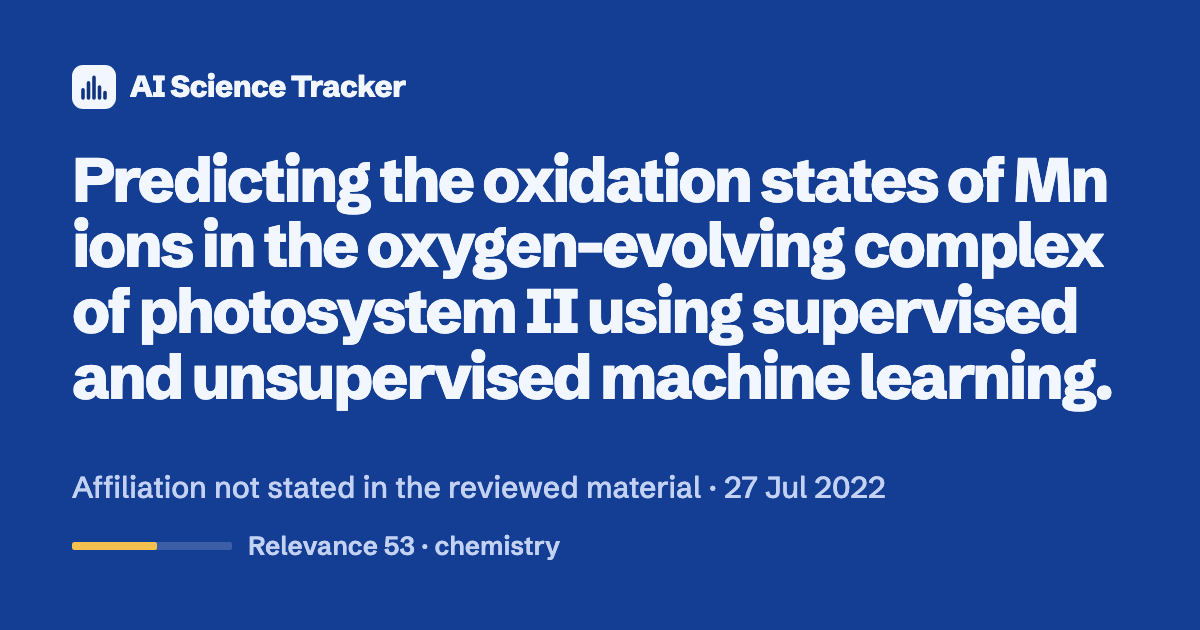 AI Science Tracker
Predicting the oxidation states of Mn
ions in the oxygen-evolving complex
of photosystem II using supervised
and unsupervised machine learning.
Affiliation not stated in the reviewed material · 27 Jul 2022
Relevance 53 · chemistry